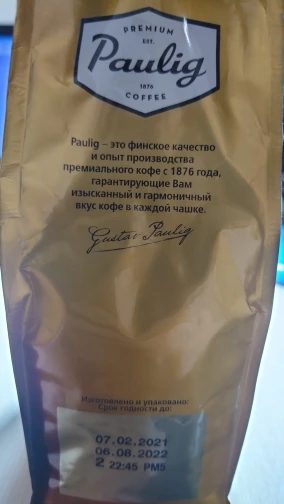 PREMIUM
EST.
Paulig
1876
COFFEE
Paulig – это финское качество
и опыт производства
премиального кофе с 1876 года,
гарантирующие Вам
изысканный и гармоничный
вкус кофе в каждой чашке.
Gustav Paulig
Изготовлено и упаковано:
Срок годности до:
07.02.2021
06.08.2022
2 22:45 PM5